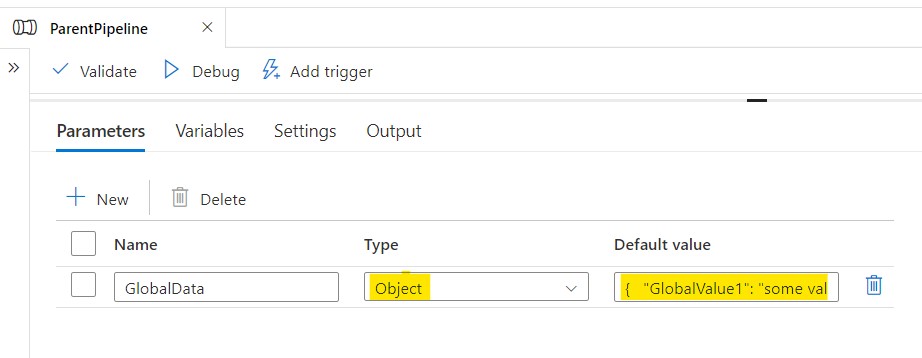 ParentPipeline
Validate Debug Add trigger
Parameters Variables Settings Output
New Delete
Name Type Default value
GlobalData Object { "GlobalValue1": "some val